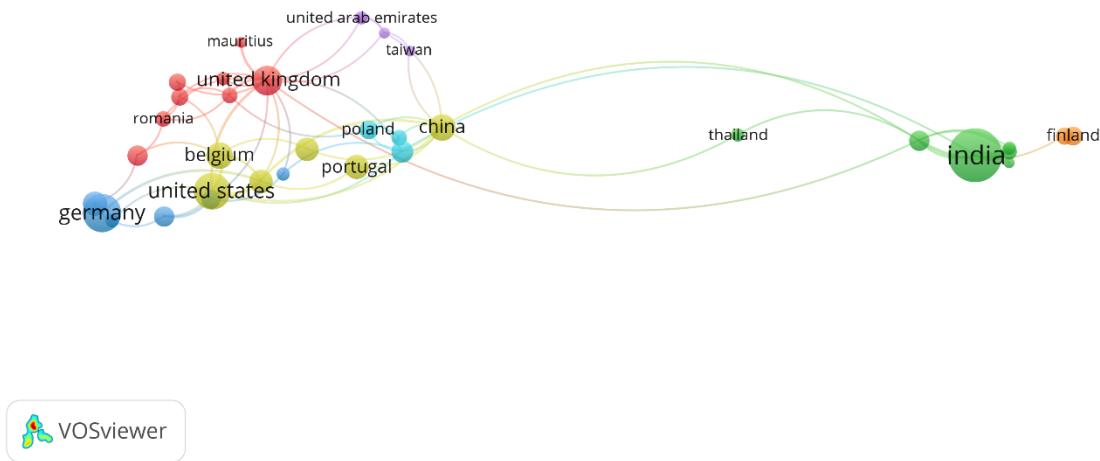 united arab emirates
mauritius
taiwan
united kingdom
romania
poland
china
thailand
finland
belgium
portugal
india
united states
germany
VOSviewer